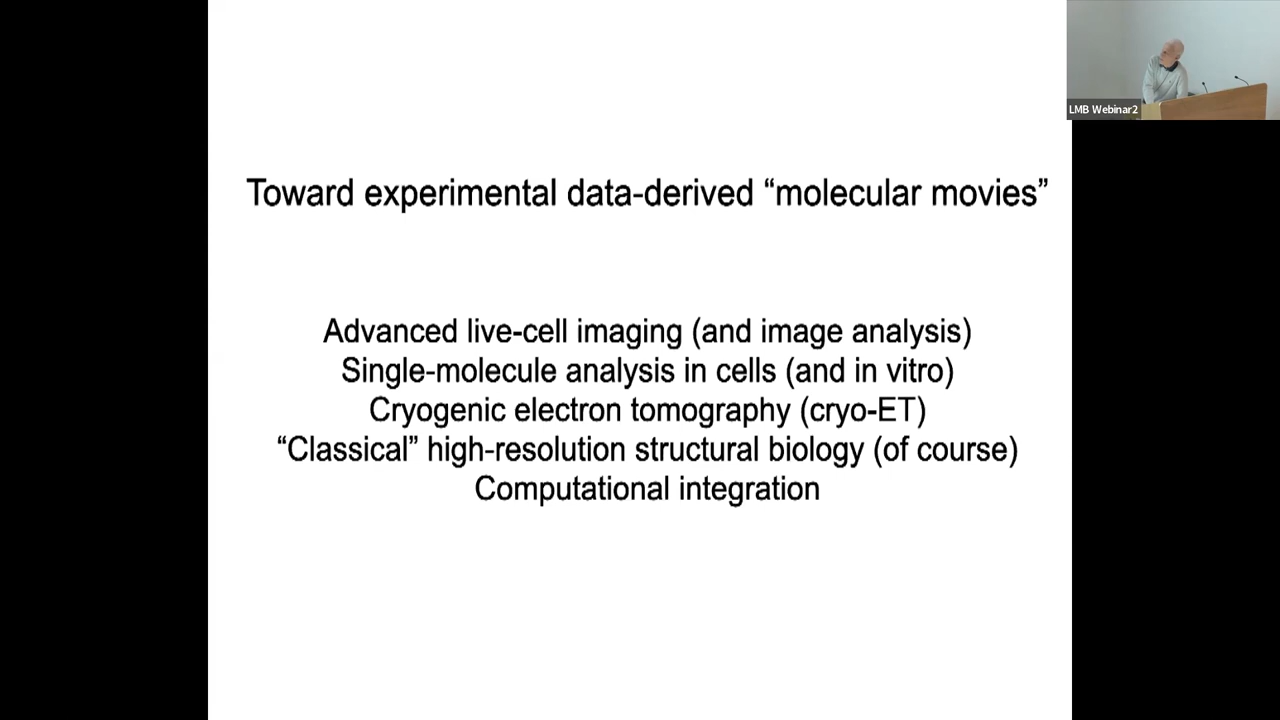 LMB Webinar2
Toward experimental data-derived “molecular movies”
Advanced live-cell imaging (and image analysis)
Single-molecule analysis in cells (and in vitro)
Cryogenic electron tomography (cryo-ET)
“Classical” high-resolution structural biology (of course)
Computational integration